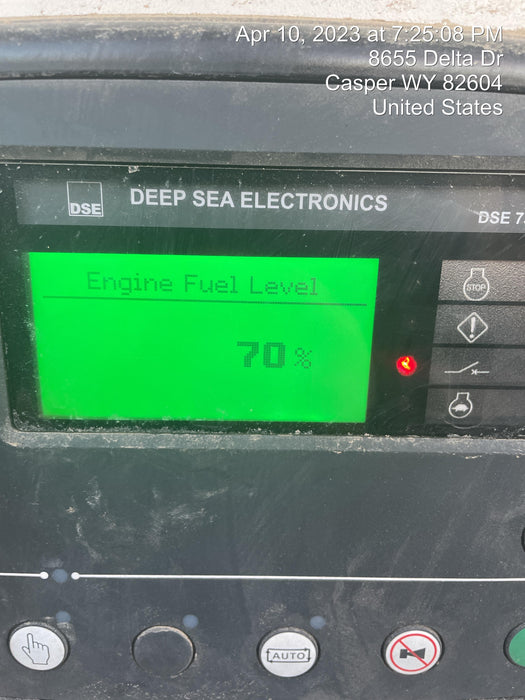 Apr 10, 2023 at 7:25:08 PM
8655 Delta Dr
Casper WY 82604
United States
DSE DEEP SEA ELECTRONICS
DSE 7
Engine Fuel Level
STOP
70 %
AUTO